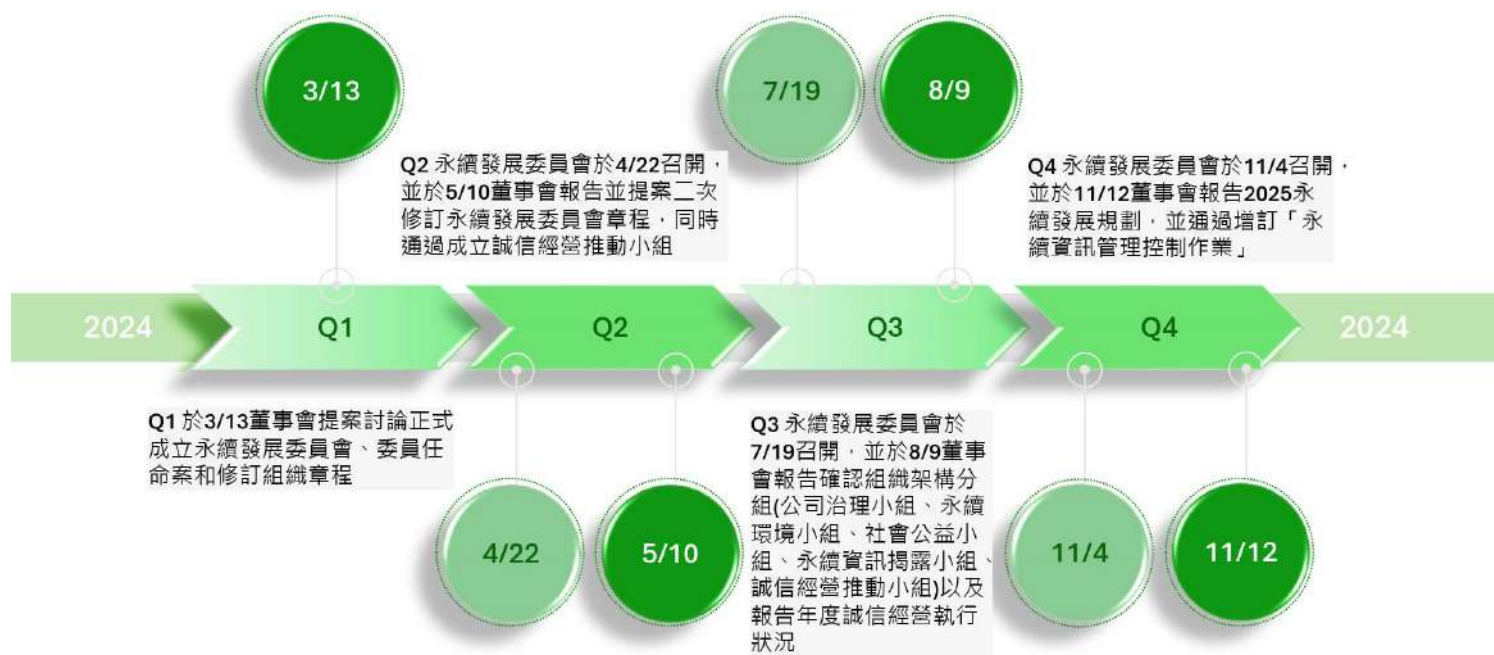 3/13
7/19
8/9
Q2 永續發展委員會於4/22召開，
並於5/10董事會報告並提案二次
修訂永續發展委員會章程，同時
通過成立誠信經營推動小組
Q4 永續發展委員會於11/4召開，
並於11/12董事會報告2025永
續發展規劃，並通過增訂「永
續資訊管理控制作業」
2024
Q1
Q2
Q3
Q4
2024
Q1 於3/13董事會提案討論正式
成立永續發展委員會、委員任
命案和修訂組織章程
Q3 永續發展委員會於
7/19召開，並於8/9董事
會報告確認組織架構分
組(公司治理小組、永續
環境小組、社會公益小
組、永續資訊揭露小組、
誠信經營推動小組)以及
報告年度誠信經營執行
狀況
4/22
5/10
11/4
11/12